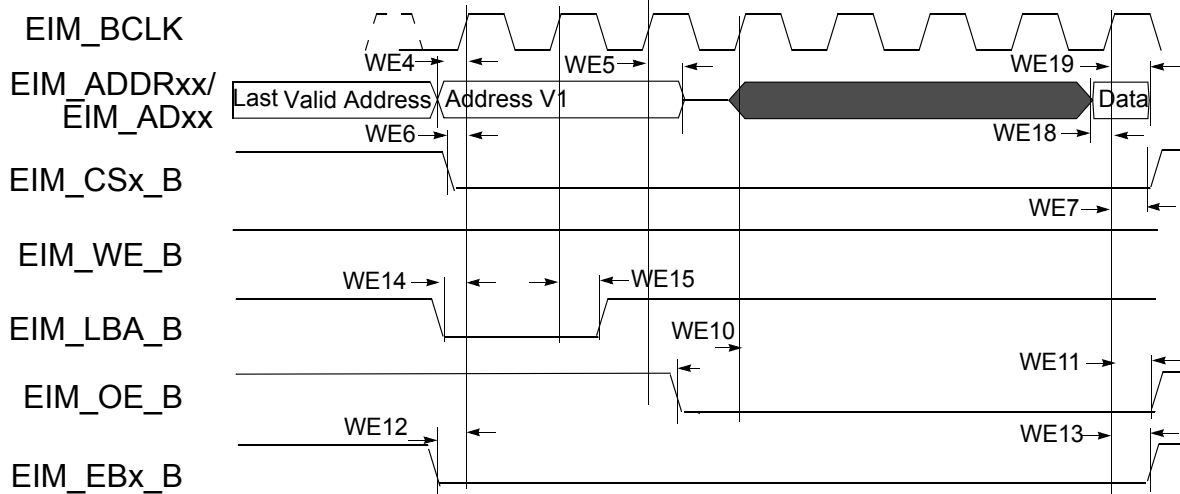 EIM_BCLK
WE4
WE5
WE19
EIM_ADDRxx/
EIM_ADxx
Last Valid Address
Address V1
Data
WE6
WE18
EIM_CSx_B
WE7
EIM_WE_B
WE14
WE15
EIM_LBA_B
WE10
WE11
EIM_OE_B
WE12
WE13
EIM_EBx_B